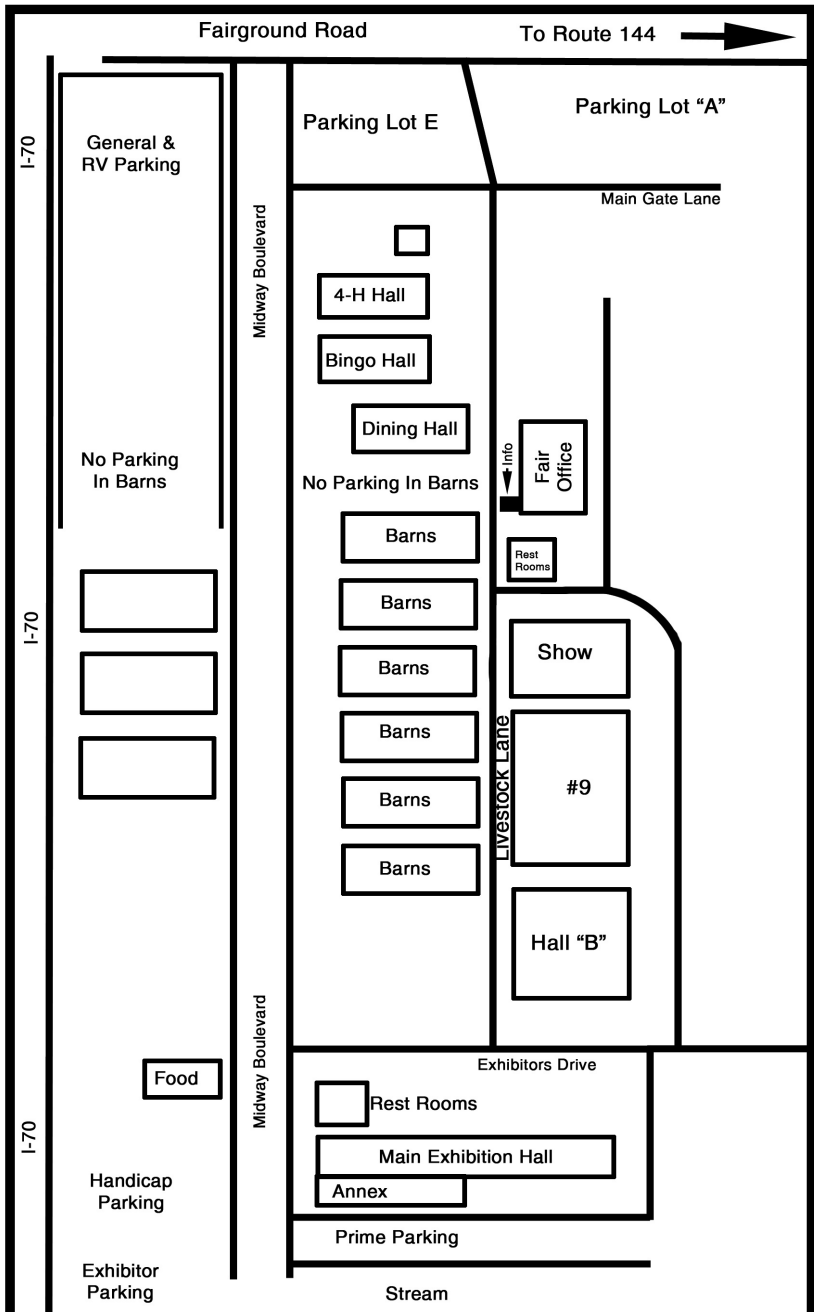 Fairground Road
To Route 144
I-70
General &
RV Parking
Midway Boulevard
Parking Lot E
Parking Lot “A”
Main Gate Lane
4-H Hall
Bingo Hall
Dining Hall
No Parking
In Barns
No Parking In Barns
Info
Fair
Office
Barns
Rest
Rooms
Barns
I-70
Barns
Show
Barns
Livestock Lane
#9
Barns
Barns
Hall “B”
Midway Boulevard
Exhibitors Drive
Food
Rest Rooms
I-70
Main Exhibition Hall
Annex
Handicap
Parking
Prime Parking
Exhibitor
Parking
Stream